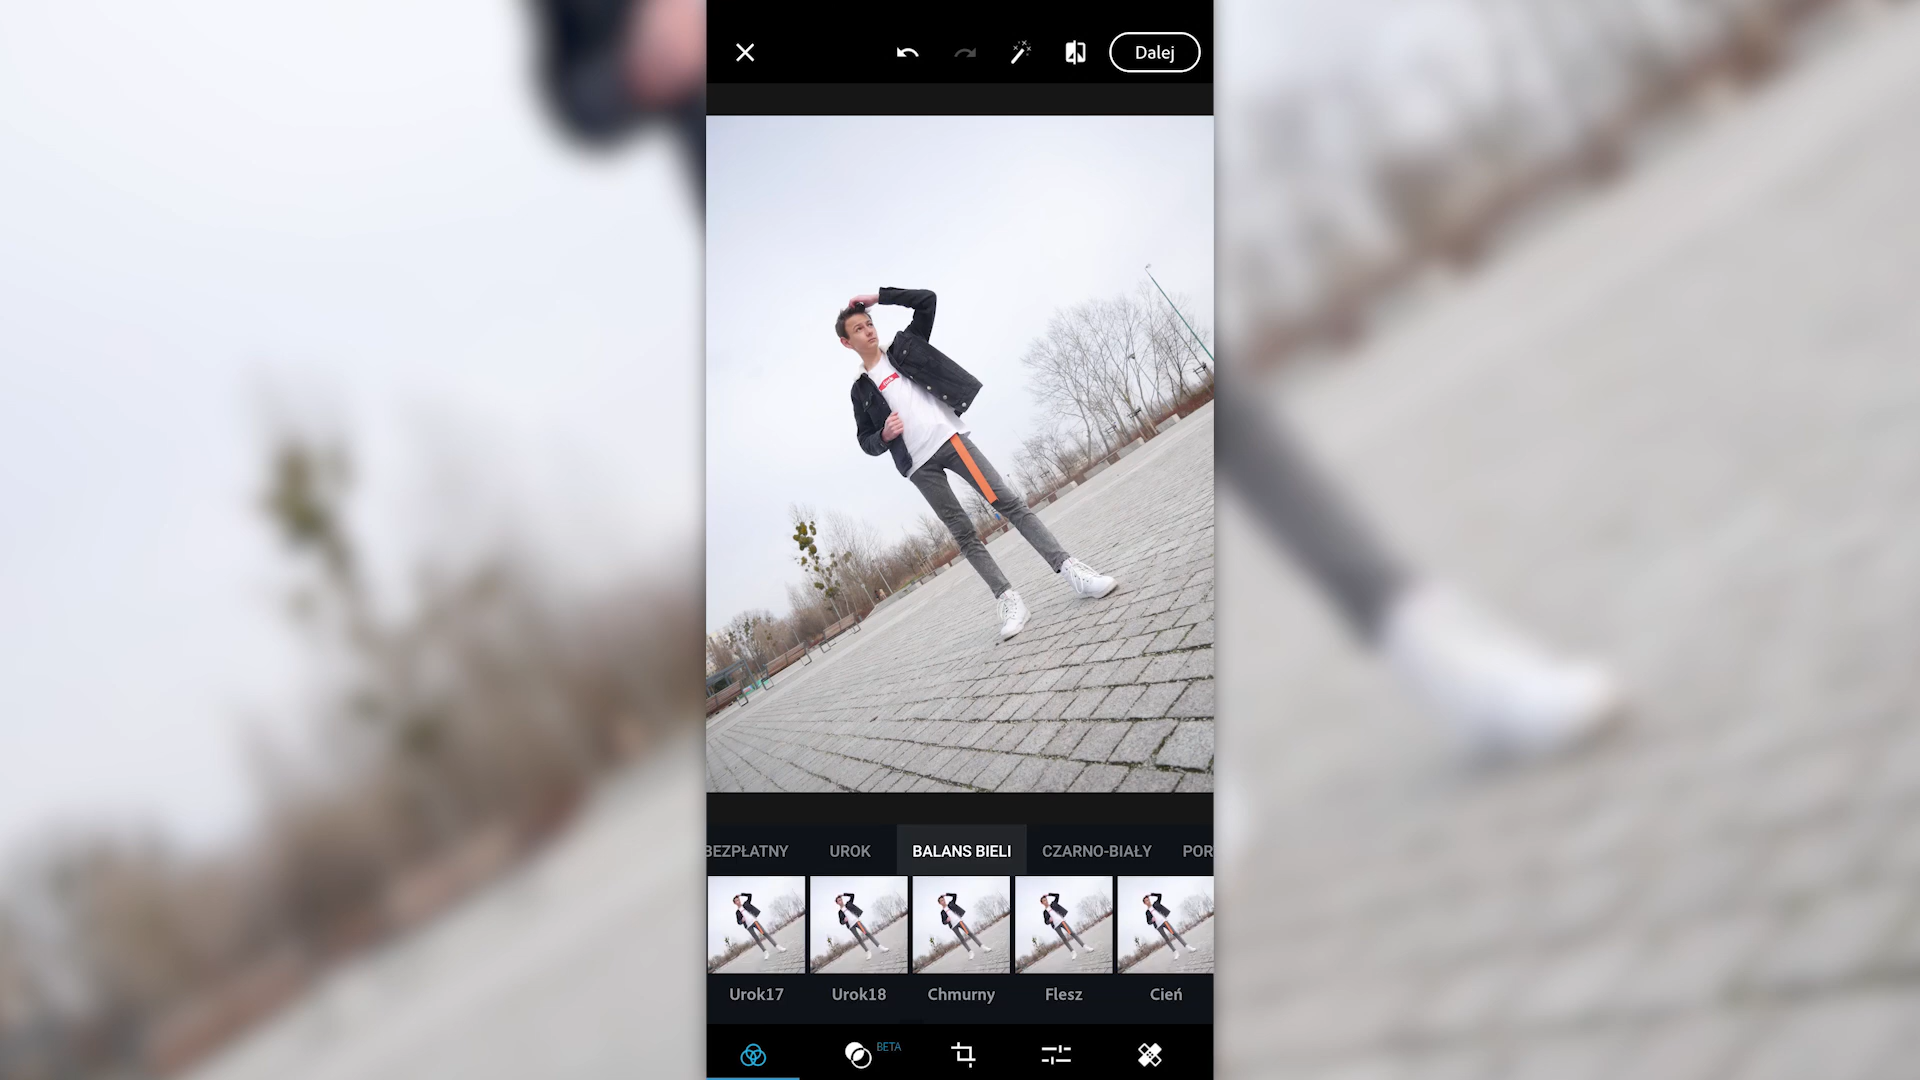 Dalej
BEZPŁATNY UROK BALANS BIELI CZARNO-BIAŁY POR
Urok17 Urok18 Chmurny Flesz Cień
BETA